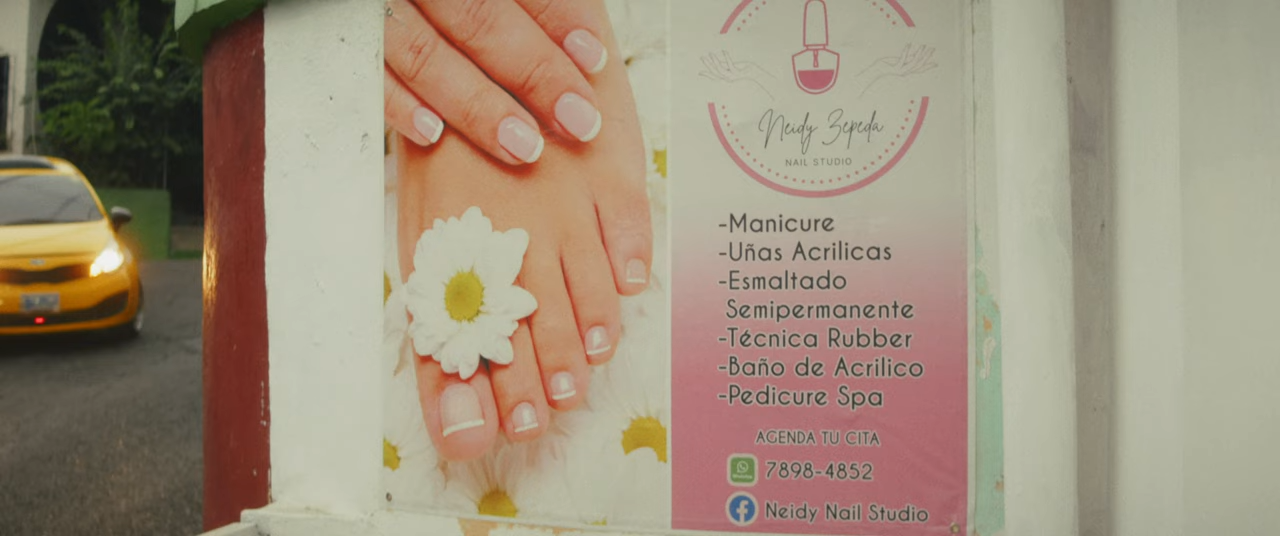 Neidy Zepeda
NAIL STUDIO
-Manicure
-Uñas Acrilicas
-Esmaltado
Semipermanente
-Técnica Rubber
-Baño de Acrilico
-Pedicure Spa
AGENDA TU CITA
7898-4852
Neidy Nail Studio